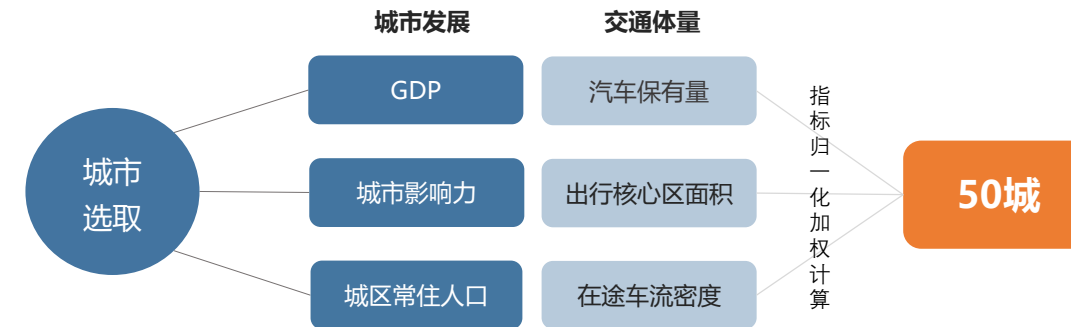 城市发展
交通体量
城市
选取
GDP
汽车保有量
城市影响力
出行核心区面积
城区常住人口
在途车流密度
指标归一化加权计算
50城